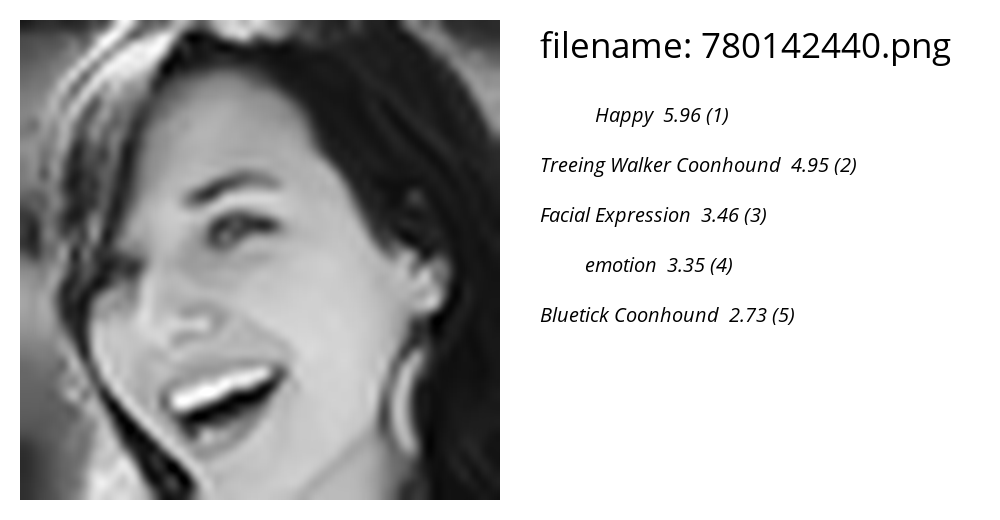 filename: 780142440.png
Happy 5.96 (1)
Treeing Walker Coonhound 4.95 (2)
Facial Expression 3.46 (3)
emotion 3.35 (4)
Bluetick Coonhound 2.73 (5)